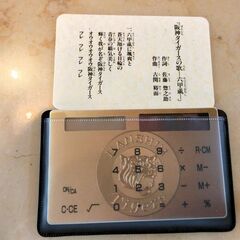 『阪神タイガースの歌―六甲颪』
作詞 佐藤 惣之助
作曲 古関 裕而
一、六甲颪に颯爽と
蒼天翔ける日輪の
青春の覇気美しく
輝く我が名ぞ阪神タイガース
オウオウオウオウ阪神タイガース
フレ フレ フレ フレ
HANSHIN
7 8 9 ÷ R·CM
4 5 6 × M−
ON/CA 1 2 3 − M+
C·CE √ 0 · + %